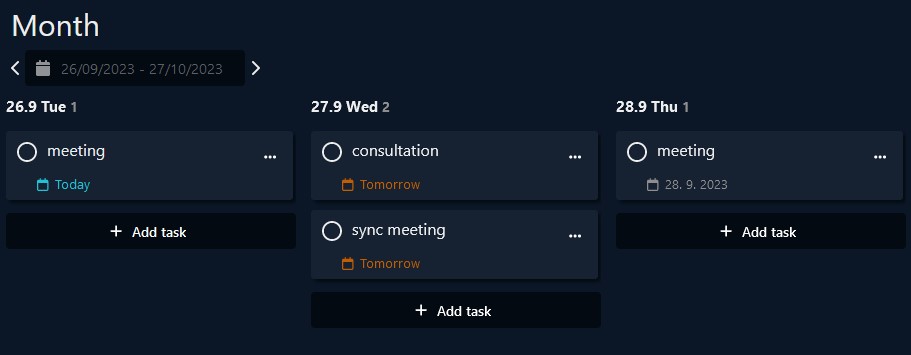 Month
26/09/2023 - 27/10/2023
26.9 Tue 1
meeting
Today
Add task
27.9 Wed 2
consultation
Tomorrow
sync meeting
Tomorrow
Add task
28.9 Thu 1
meeting
28. 9. 2023
Add task